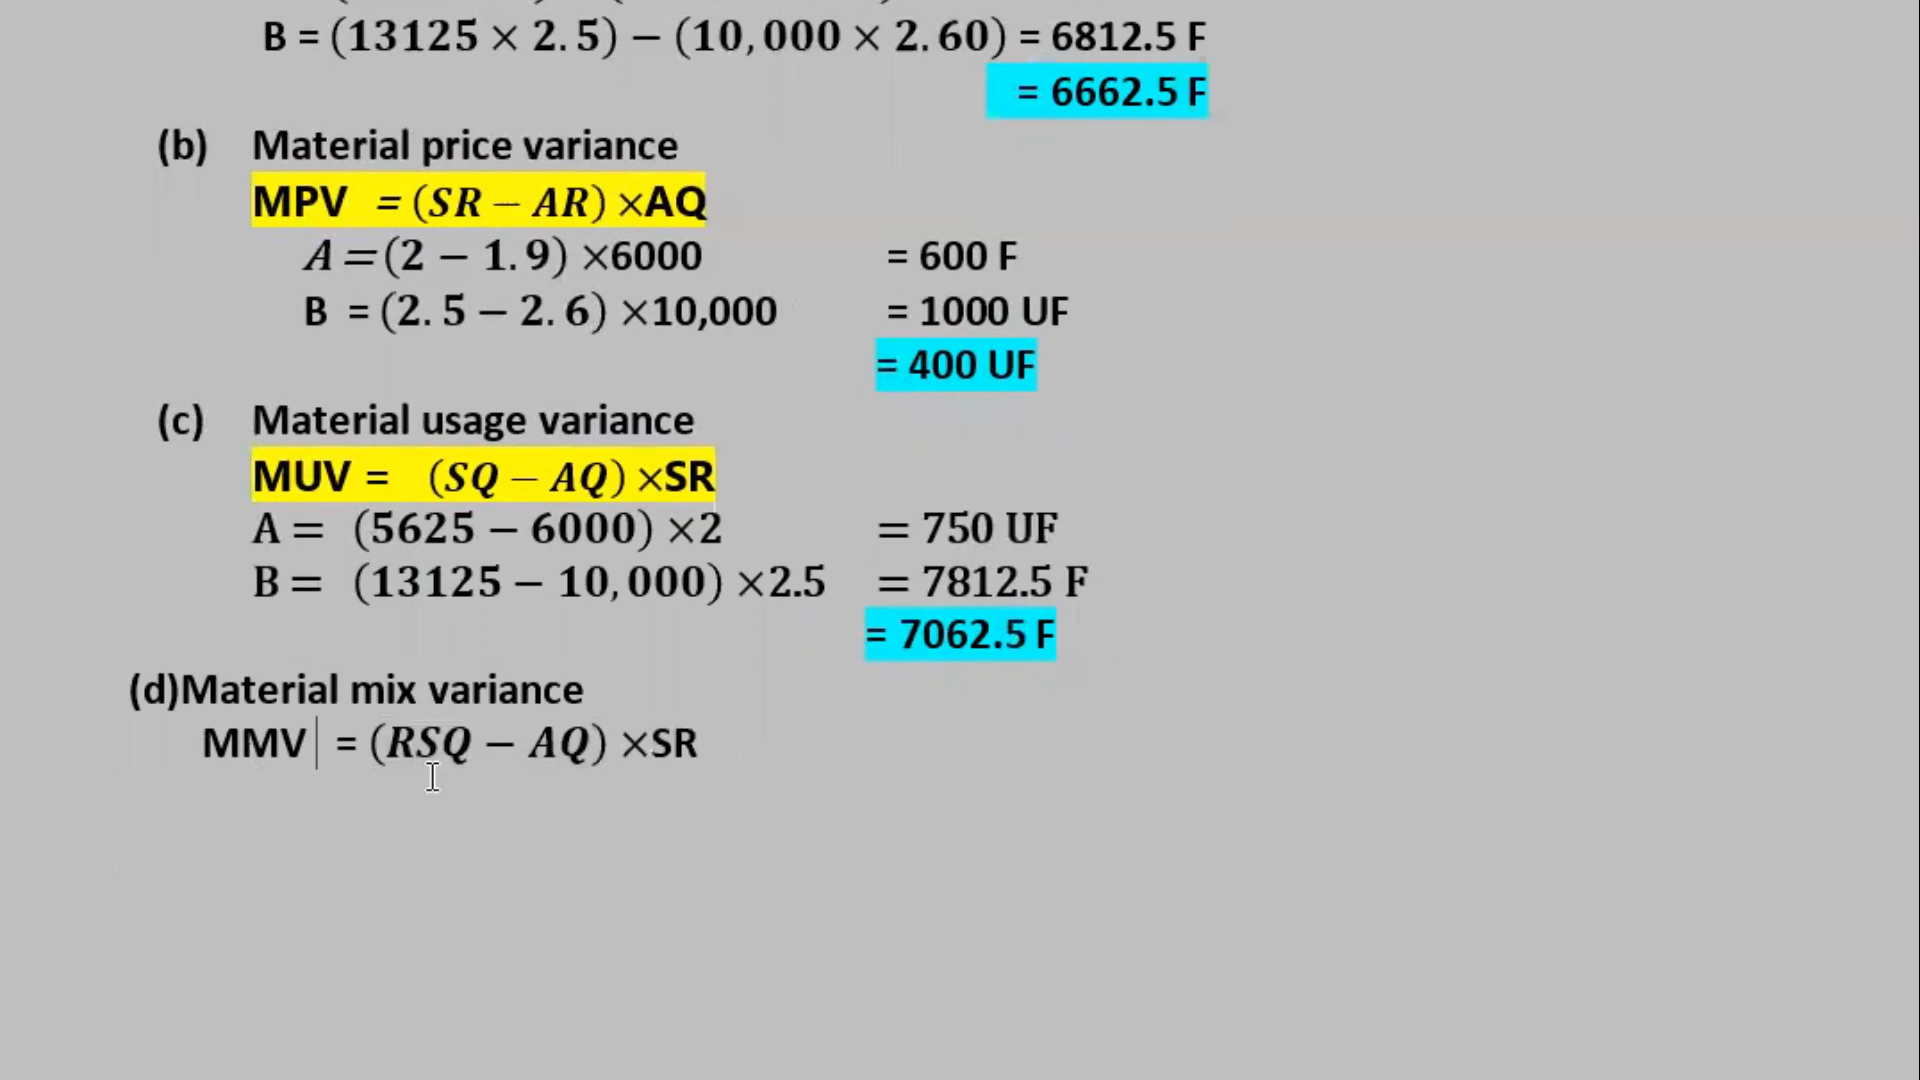 B = (13125 × 2.5) − (10,000 × 2.60) = 6812.5 F
= 6662.5 F
(b) Material price variance
MPV = (SR − AR) ×AQ
A =(2 − 1.9) ×6000 = 600 F
B = (2.5 − 2.6) ×10,000 = 1000 UF
= 400 UF
(c) Material usage variance
MUV = (SQ − AQ) ×SR
A = (5625 − 6000) ×2 = 750 UF
B = (13125 − 10,000) ×2.5 = 7812.5 F
= 7062.5 F
(d)Material mix variance
MMV = (RSQ − AQ) ×SR